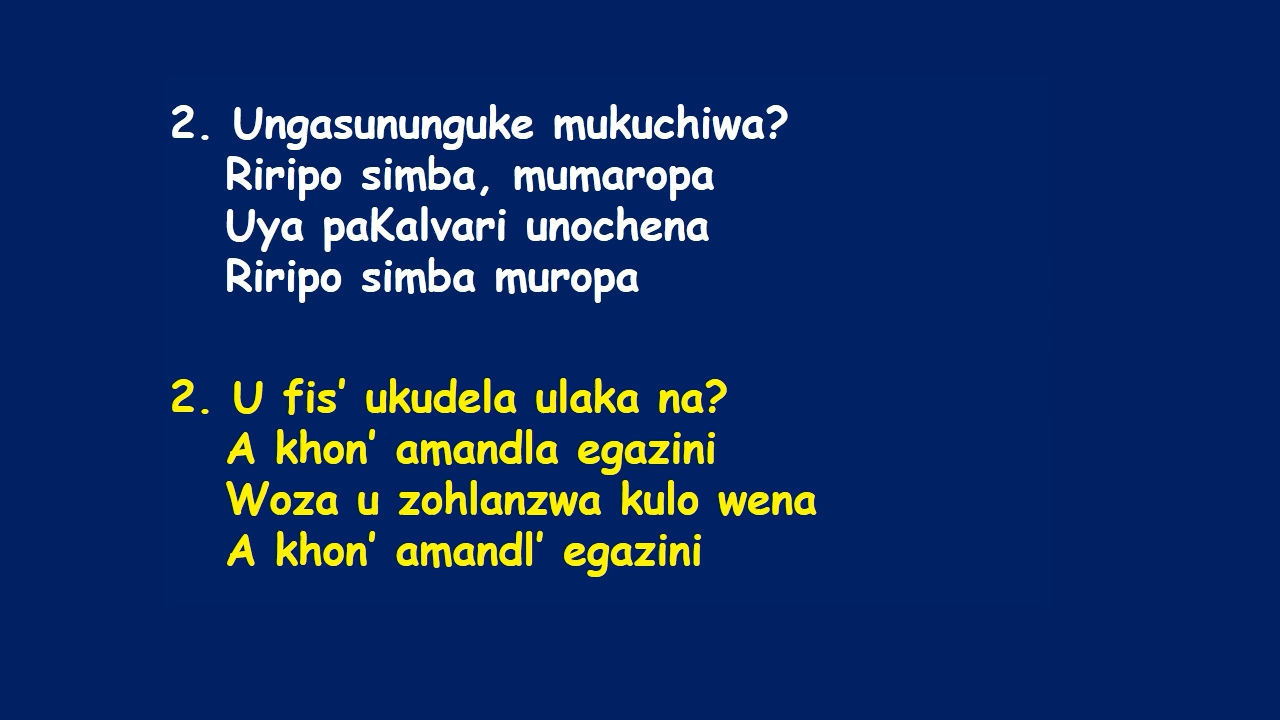 2. Ungasununguke mukuchiwa?
Riripo simba, mumaropa
Uya paKalvari unochena
Riripo simba muropa
2. U fis’ ukudela ulaka na?
A khon’ amandla egazini
Woza u zohlanzwa kulo wena
A khon’ amandl’ egazini